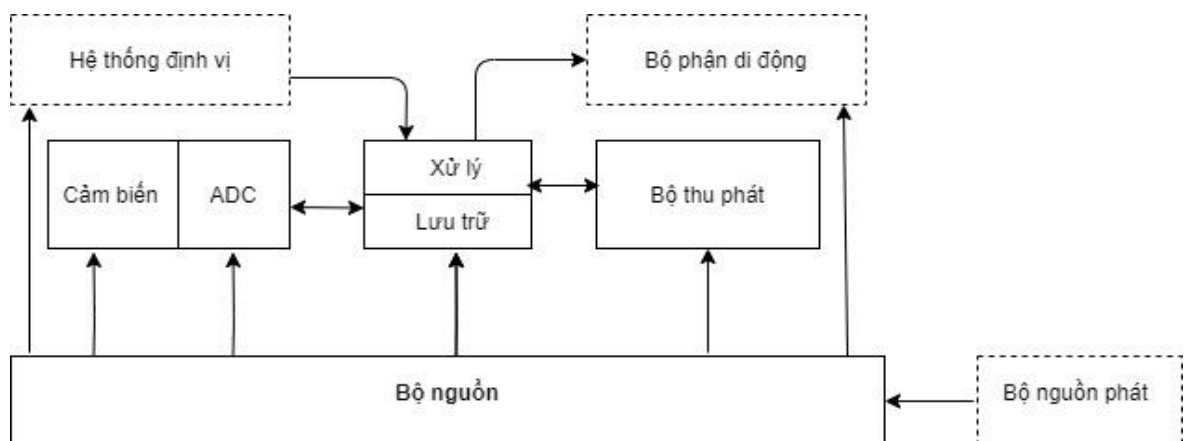 Hệ thống định vị
Bộ phận di động
Cảm biến
ADC
Xử lý
Lưu trữ
Bộ thu phát
Bộ nguồn
Bộ nguồn phát